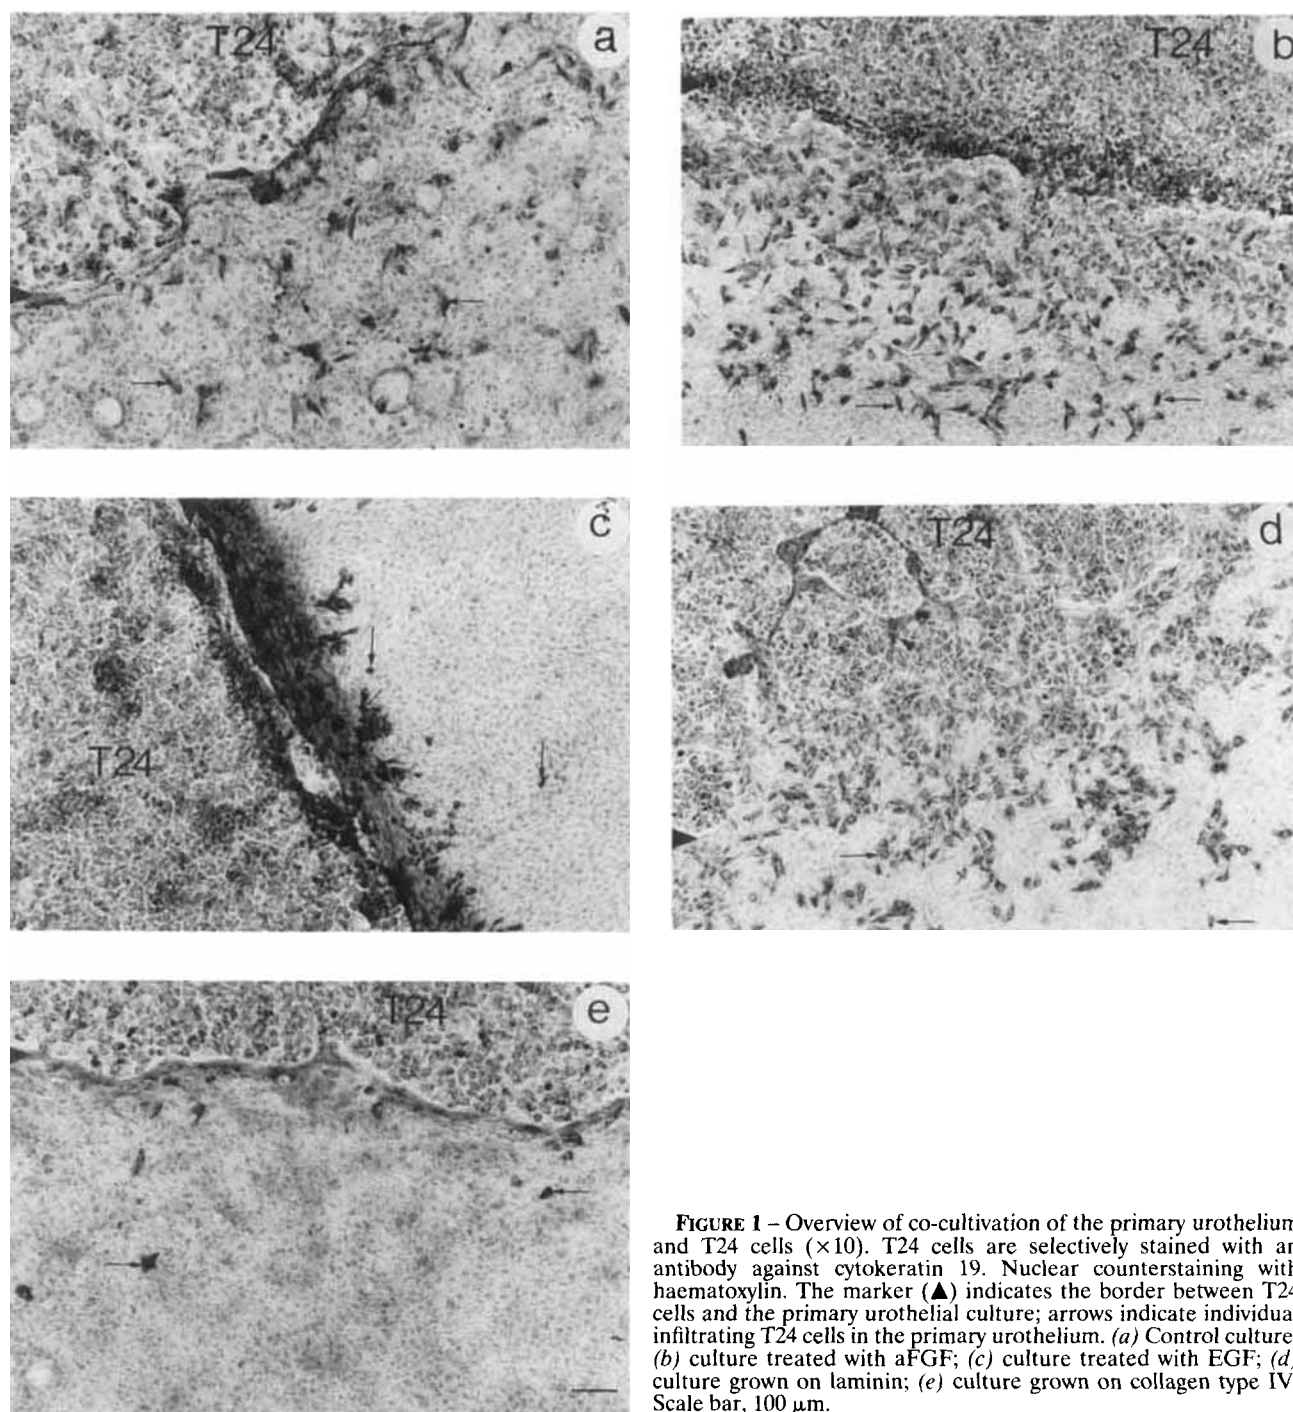 T24 a
T24 b
c
T24
T24 d
T24 e
FIGURE 1 – Overview of co-cultivation of the primary urothelium
and T24 cells (×10). T24 cells are selectively stained with an
antibody against cytokeratin 19. Nuclear counterstaining with
haematoxylin. The marker (▲) indicates the border between T24
cells and the primary urothelial culture; arrows indicate individua
infiltrating T24 cells in the primary urothelium. (a) Control culture
(b) culture treated with aFGF; (c) culture treated with EGF; (d)
culture grown on laminin; (e) culture grown on collagen type IV
Scale bar, 100 μm.